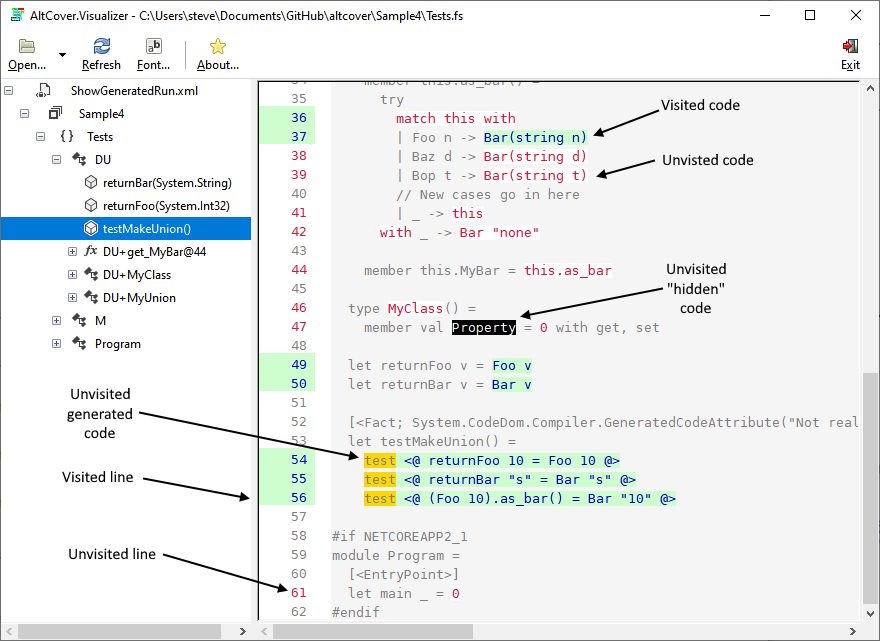 AltCover.Visualizer - C:\Users\steve\Documents\GitHub\altcover\Sample4\Tests.fs
Open... Refresh Font... About... Exit
ShowGeneratedRun.xml
Sample4
{} Tests
DU
returnBar(System.String)
returnFoo(System.Int32)
testMakeUnion()
fx DU+get_MyBar@44
DU+MyClass
DU+MyUnion
M
Program
member this.as_bar() =
35 try
36 match this with
37 | Foo n -> Bar(string n)
38 | Baz d -> Bar(string d)
39 | Bop t -> Bar(string t)
40 // New cases go in here
41 | _ -> this
42 with _ -> Bar "none"
43
44 member this.MyBar = this.as_bar
45
46 type MyClass() =
47 member val Property = 0 with get, set
48
49 let returnFoo v = Foo v
50 let returnBar v = Bar v
51
52 [<Fact; System.CodeDom.Compiler.GeneratedCodeAttribute("Not real
53 let testMakeUnion() =
54 test <@ returnFoo 10 = Foo 10 @>
55 test <@ returnBar "s" = Bar "s" @>
56 test <@ (Foo 10).as_bar() = Bar "10" @>
57
58 #if NETCOREAPP2_1
59 module Program =
60 [<EntryPoint>]
61 let main _ = 0
62 #endif
Visited code
Unvisted code
Unvisited
"hidden"
code
Unvisited
generated
code
Visited line
Unvisited line